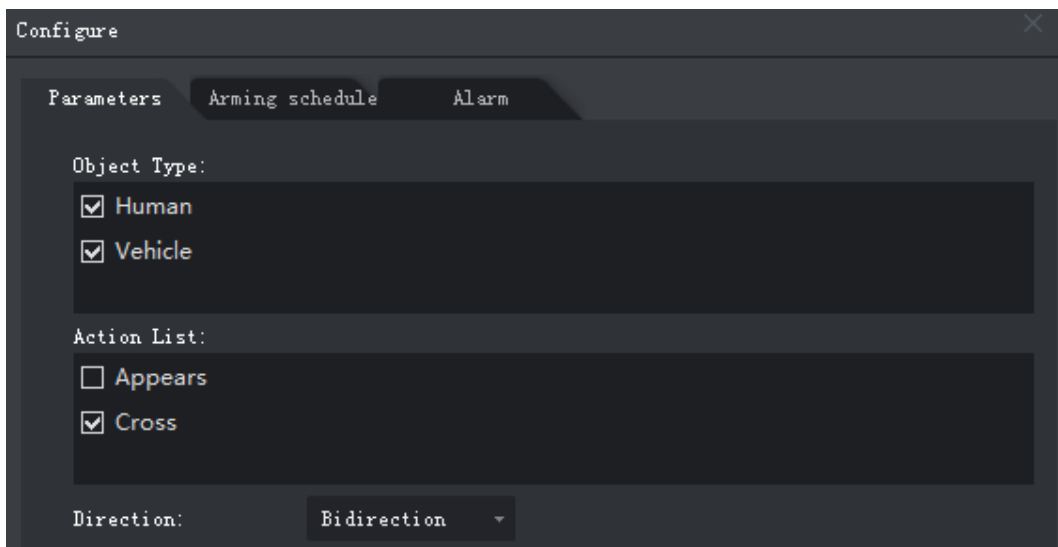 Configure
Parameters Arming schedule Alarm
Object Type:
Human
Vehicle
Action List:
Appears
Cross
Direction: Bidirection